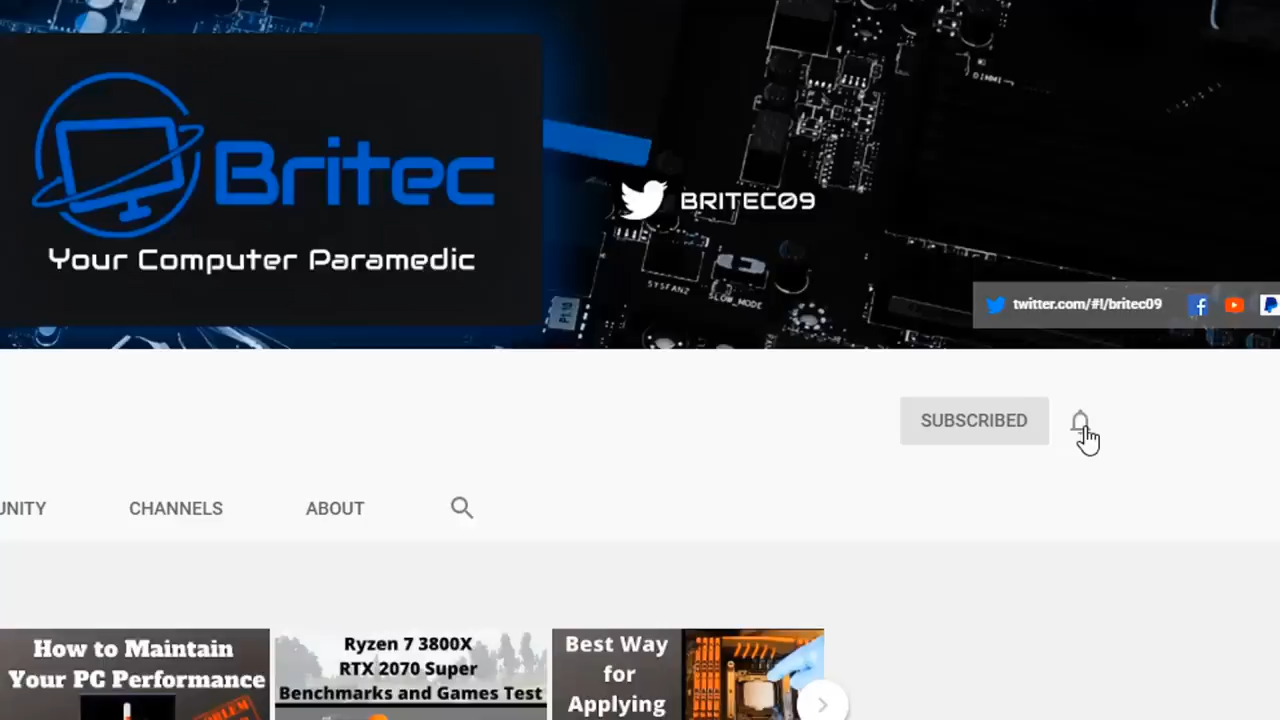 Britec
Your Computer Paramedic
BRITEC09
DIMM1
SYSFAN2
SLOW_MODE
twitter.com/#!/britec09
SUBSCRIBED
UNITY
CHANNELS
ABOUT
How to Maintain
Your PC Performance
Ryzen 7 3800X
RTX 2070 Super
Benchmarks and Games Test
Best Way
for
Applying